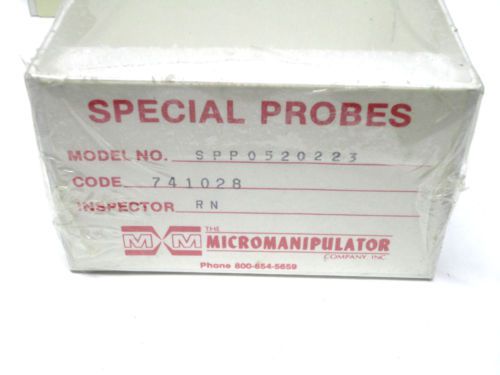 SPECIAL PROBES
MODEL NO. SPP0520223
CODE 741028
INSPECTOR RN
MM THE MICROMANIPULATOR COMPANY, INC.
Phone 800-654-5659